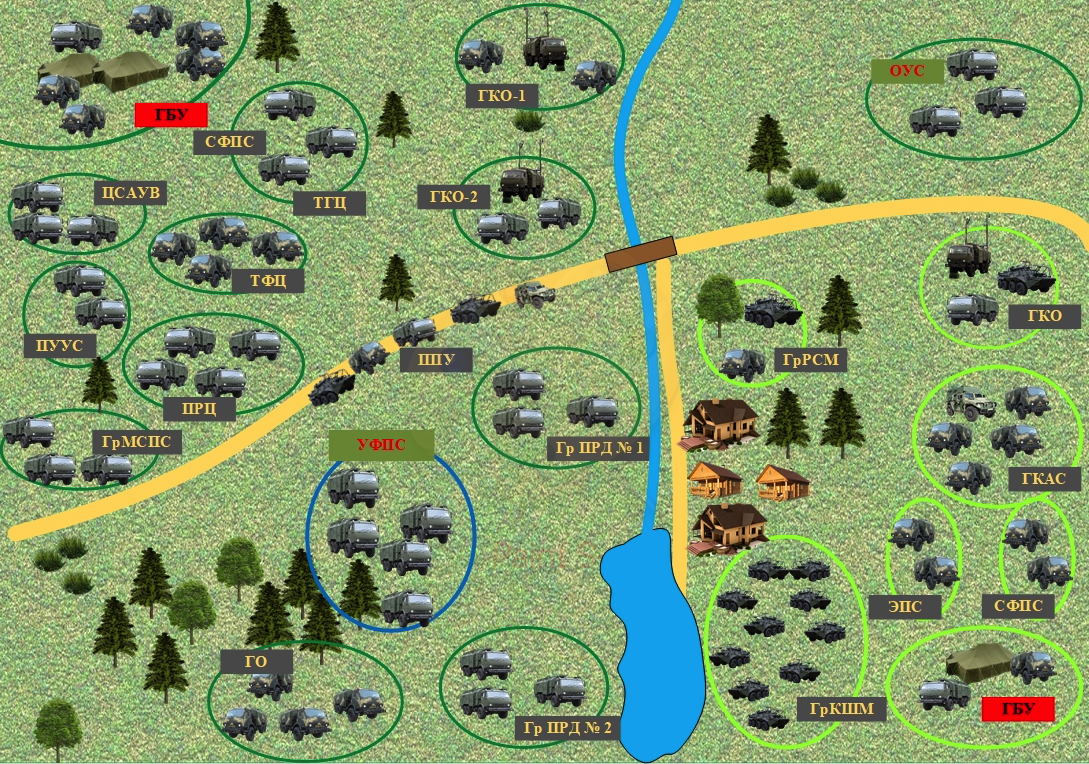 ГКО-1
ОУС
ГБУ
СФПС
ЦСАУВ
ТГЦ
ГКО-2
ТФЦ
ГКО
ПУУС
ППУ
ГрРСМ
ПРЦ
ГрМСПС
УФПС
Гр ПРД № 1
ГКАС
ЭПС
СФПС
ГО
Гр ПРД № 2
ГрКШМ
ГБУ